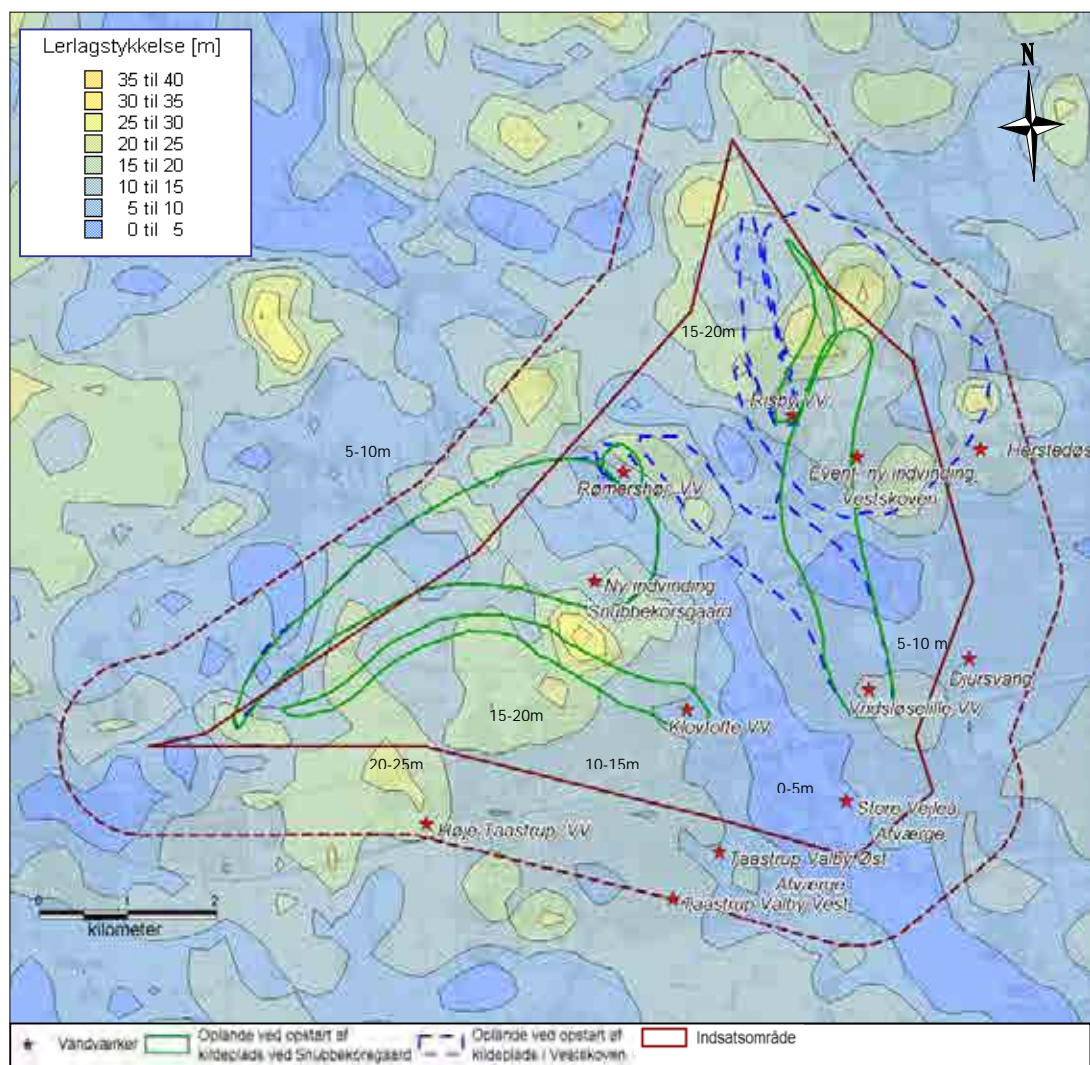 Lerlagstykkelse [m]
35 til 40
30 til 35
25 til 30
20 til 25
15 til 20
10 til 15
5 til 10
0 til 5
N
15-20m
Risby VV
5-10m
Herstedøs
Rømershøj VV
Event. ny indvinding,
Vestskoven
Ny indvinding
Snubbekorsgaard
5-10 m
Djursvang
Vridsløselille VV
15-20m
Klovtofte VV
20-25m
10-15m
0-5m
Store Vejleå
Afværge
Høje Taastrup VV
Taastrup Valby Øst
Afværge
Taastrup Valby Vest
0 1 2
kilometer
Vandværker
Oplande ved opstart af
kildeplads ved Snubbekorsgaard
Oplande ved opstart af
kildeplads i Vestskoven
Indsatsområde